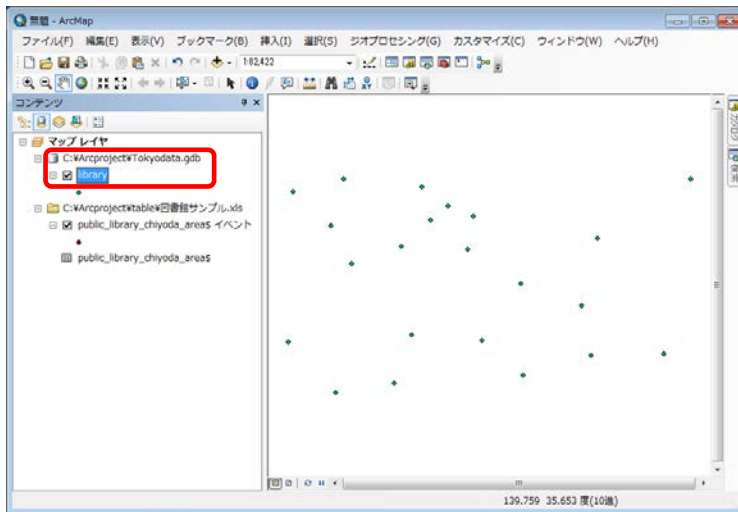 無題 - ArcMap
ファイル(F) 編集(E) 表示(V) ブックマーク(B) 挿入(I) 選択(S) ジオプロセシング(G) カスタマイズ(C) ウィンドウ(W) ヘルプ(H)
1:82,422
コンテンツ
マップ レイヤ
C:¥Arcproject¥Tokyodata.gdb
library
C:¥Arcproject¥table¥図書館サンプル.xls
public_library_chiyoda_area$ イベント
public_library_chiyoda_area$
カタログ
139.759 35.653 度(10進)